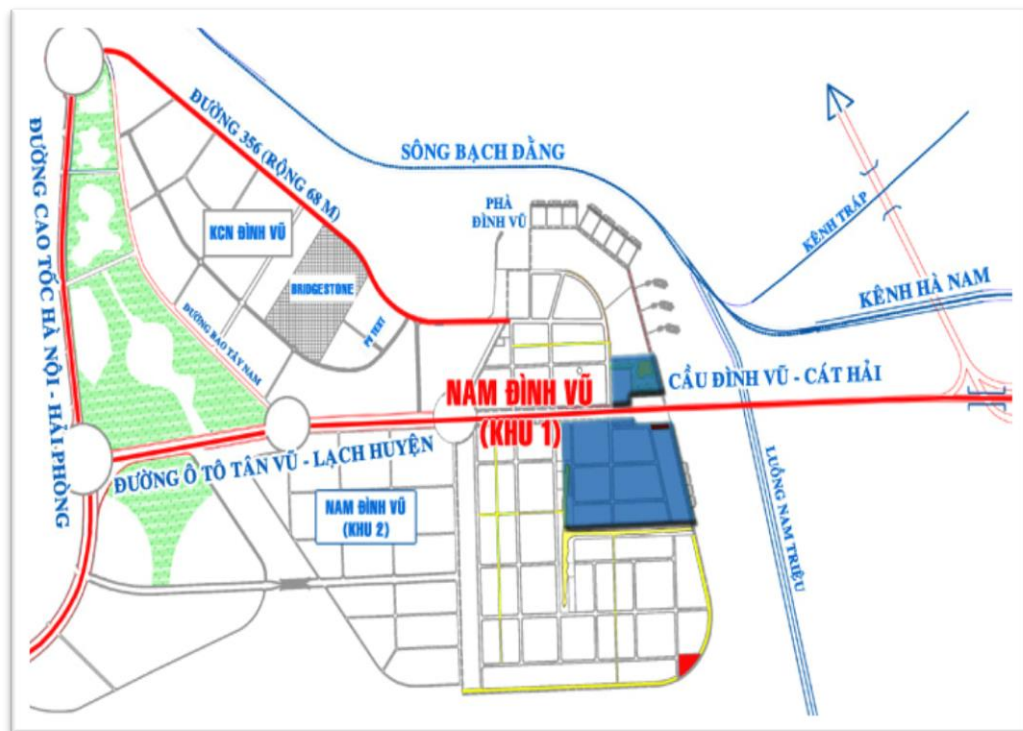 SÔNG BẠCH ĐẰNG
ĐƯỜNG 356 (RỘNG 68 M)
ĐƯỜNG CAO TỐC HÀ NỘI - HẢI PHÒNG
PHÀ
ĐÌNH VŨ
KÊNH TRÁP
KCN ĐÌNH VŨ
BRIDGESTONE
KÊNH HÀ NAM
ĐƯỜNG BAO TÂY NAM
PV TEXT
NAM ĐÌNH VŨ
(KHU 1)
CẦU ĐÌNH VŨ - CÁT HẢI
ĐƯỜNG Ô TÔ TÂN VŨ - LẠCH HUYỆN
NAM ĐÌNH VŨ
(KHU 2)
LUỒNG NAM TRIỆU